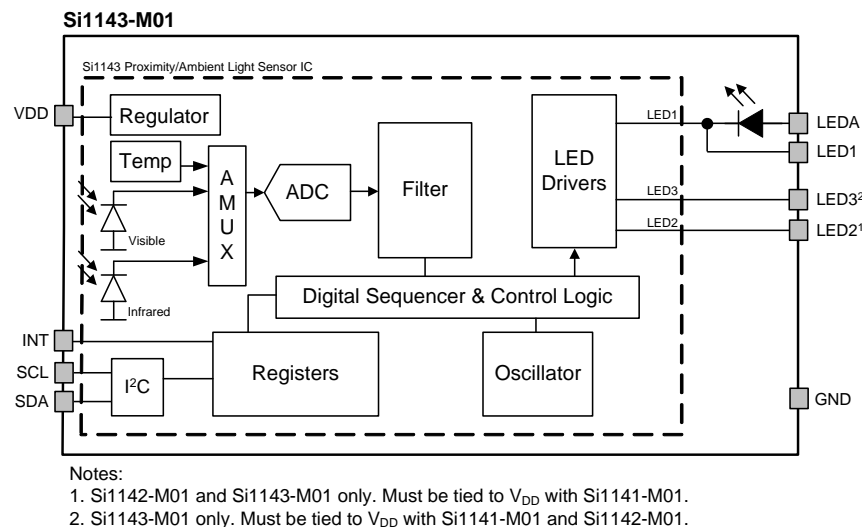 Si1143-M01
Si1143 Proximity/Ambient Light Sensor IC
VDD
Regulator
Temp
A
M
U
X
ADC
Filter
LED
Drivers
LED1
LED3
LED2
LEDA
LED1
LED3²
LED2¹
Visible
Infrared
Digital Sequencer & Control Logic
INT
SCL
SDA
I²C
Registers
Oscillator
GND
Notes:
1. Si1142-M01 and Si1143-M01 only. Must be tied to V_DD with Si1141-M01.
2. Si1143-M01 only. Must be tied to V_DD with Si1141-M01 and Si1142-M01.